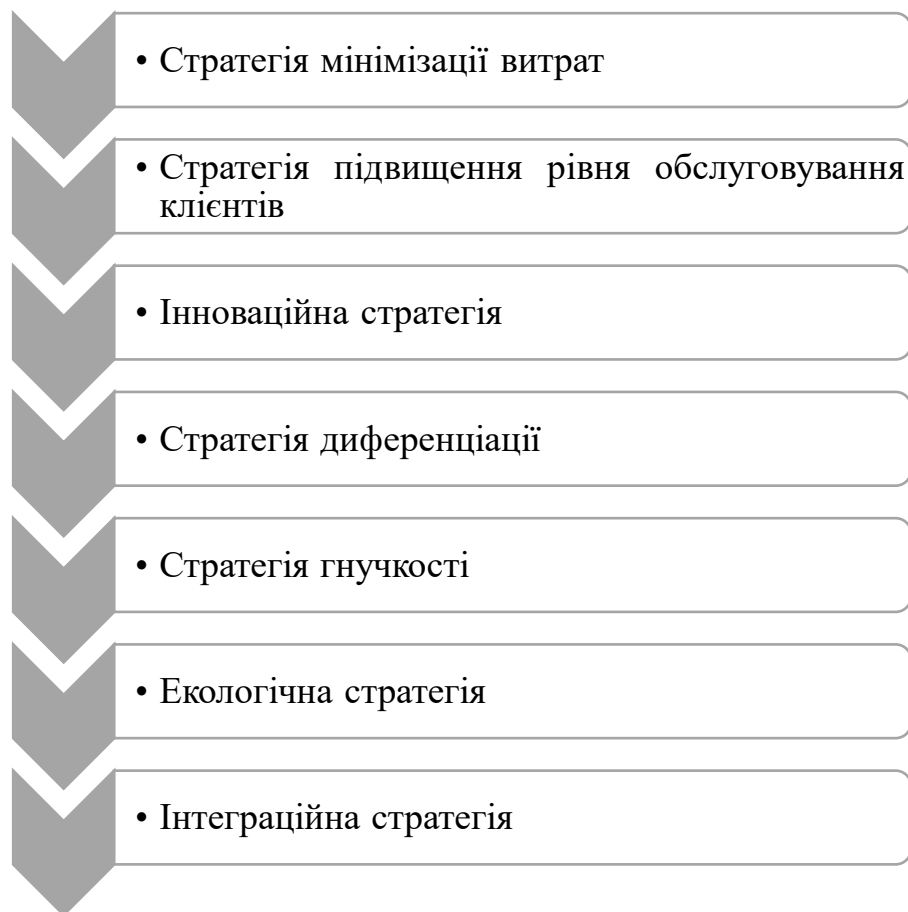 • Стратегія мінімізації витрат
• Стратегія підвищення рівня обслуговування
клієнтів
• Інноваційна стратегія
• Стратегія диференціації
• Стратегія гнучкості
• Екологічна стратегія
• Інтеграційна стратегія